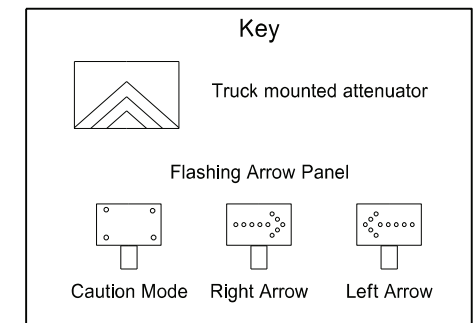 Key
Truck mounted attenuator
Flashing Arrow Panel
Caution Mode Right Arrow Left Arrow